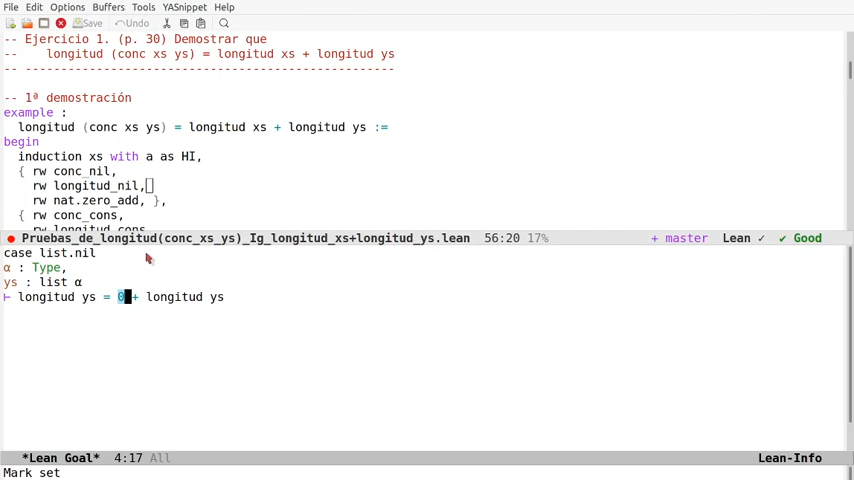 File Edit Options Buffers Tools YASnippet Help
Save Undo
-- Ejercicio 1. (p. 30) Demostrar que
--    longitud (conc xs ys) = longitud xs + longitud ys
-- ---------------------------------------------------
-- 1ª demostración
example :
  longitud (conc xs ys) = longitud xs + longitud ys :=
begin
  induction xs with a as HI,
  { rw conc_nil,
    rw longitud_nil,
    rw nat.zero_add, },
  { rw conc_cons,
    rw longitud_cons
Pruebas_de_longitud(conc_xs_ys)_Ig_longitud_xs+longitud_ys.lean 56:20 17% + master Lean ✓ ✔ Good
case list.nil
α : Type,
ys : list α
⊢ longitud ys = 0 + longitud ys
*Lean Goal* 4:17 All Lean-Info
Mark set